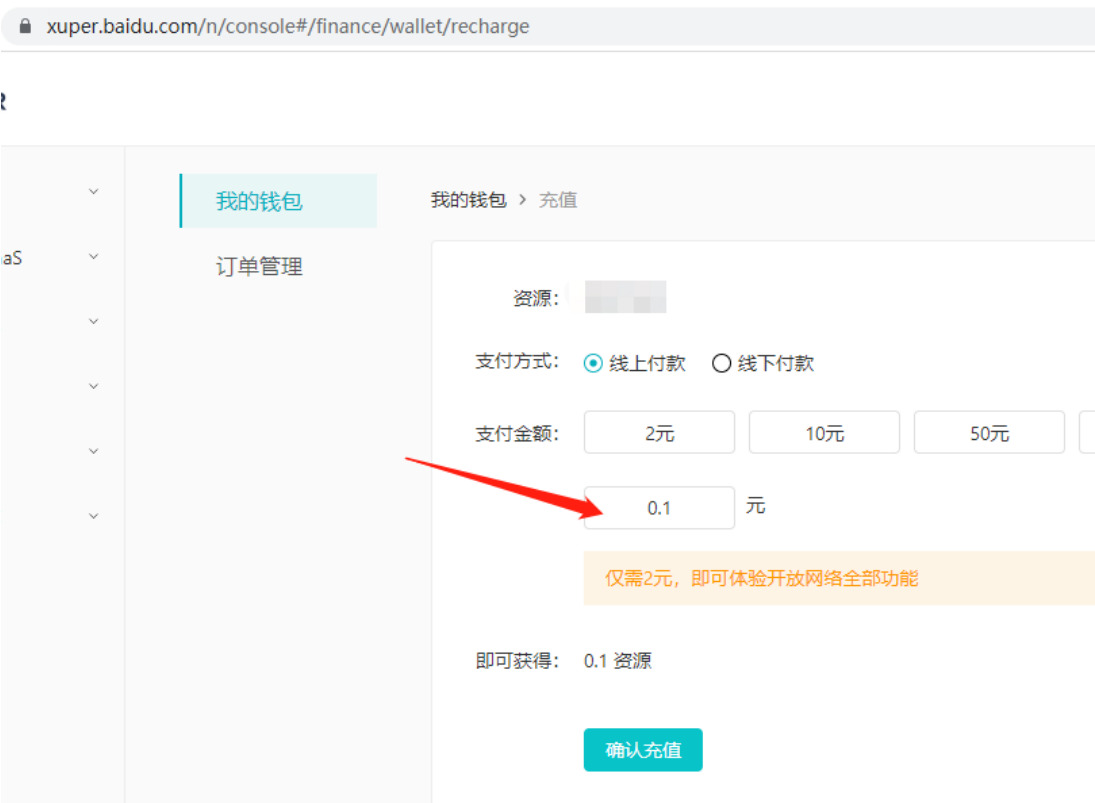 xuper.baidu.com/n/console#/finance/wallet/recharge
R
我的钱包
我的钱包 > 充值
aaS
订单管理
资源:
支付方式: 线上付款 线下付款
支付金额: 2元 10元 50元
0.1 元
仅需2元，即可体验开放网络全部功能
即可获得: 0.1 资源
确认充值